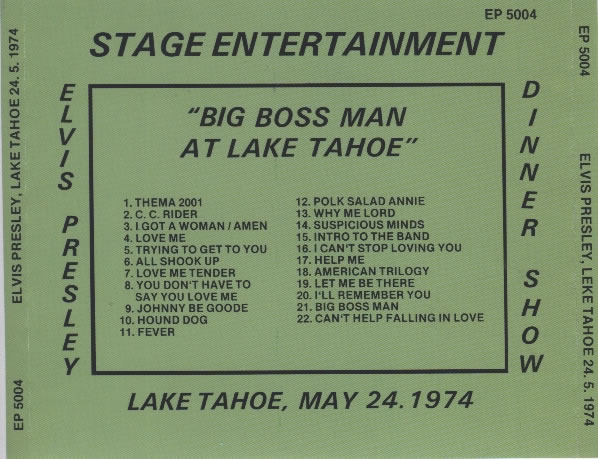 EP 5004
STAGE ENTERTAINMENT
ELVIS PRESLEY
DINNER SHOW
"BIG BOSS MAN
AT LAKE TAHOE"
1. THEMA 2001
2. C. C. RIDER
3. I GOT A WOMAN / AMEN
4. LOVE ME
5. TRYING TO GET TO YOU
6. ALL SHOOK UP
7. LOVE ME TENDER
8. YOU DON'T HAVE TO
SAY YOU LOVE ME
9. JOHNNY BE GOODE
10. HOUND DOG
11. FEVER
12. POLK SALAD ANNIE
13. WHY ME LORD
14. SUSPICIOUS MINDS
15. INTRO TO THE BAND
16. I CAN'T STOP LOVING YOU
17. HELP ME
18. AMERICAN TRILOGY
19. LET ME BE THERE
20. I'LL REMEMBER YOU
21. BIG BOSS MAN
22. CAN'T HELP FALLING IN LOVE
LAKE TAHOE, MAY 24.1974
EP 5004
ELVIS PRESLEY, LAKE TAHOE 24. 5. 1974
EP 5004
ELVIS PRESLEY, LEKE TAHOE 24. 5. 1974